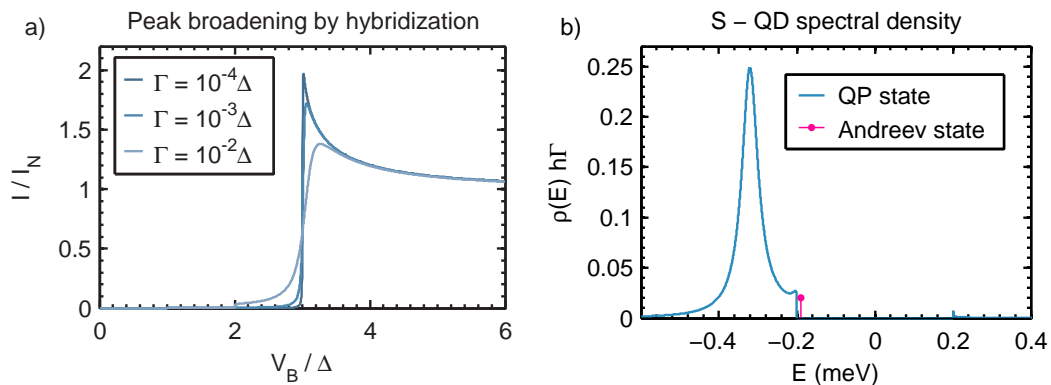 a)
Peak broadening by hybridization
Γ = 10^-4Δ
Γ = 10^-3Δ
Γ = 10^-2Δ
I / I_N
2
1.5
1
0.5
0
0
2
4
6
V_B / Δ
b)
S – QD spectral density
QP state
Andreev state
ρ(E) hΓ
0.25
0.2
0.15
0.1
0.05
0
−0.4
−0.2
0
0.2
0.4
E (meV)